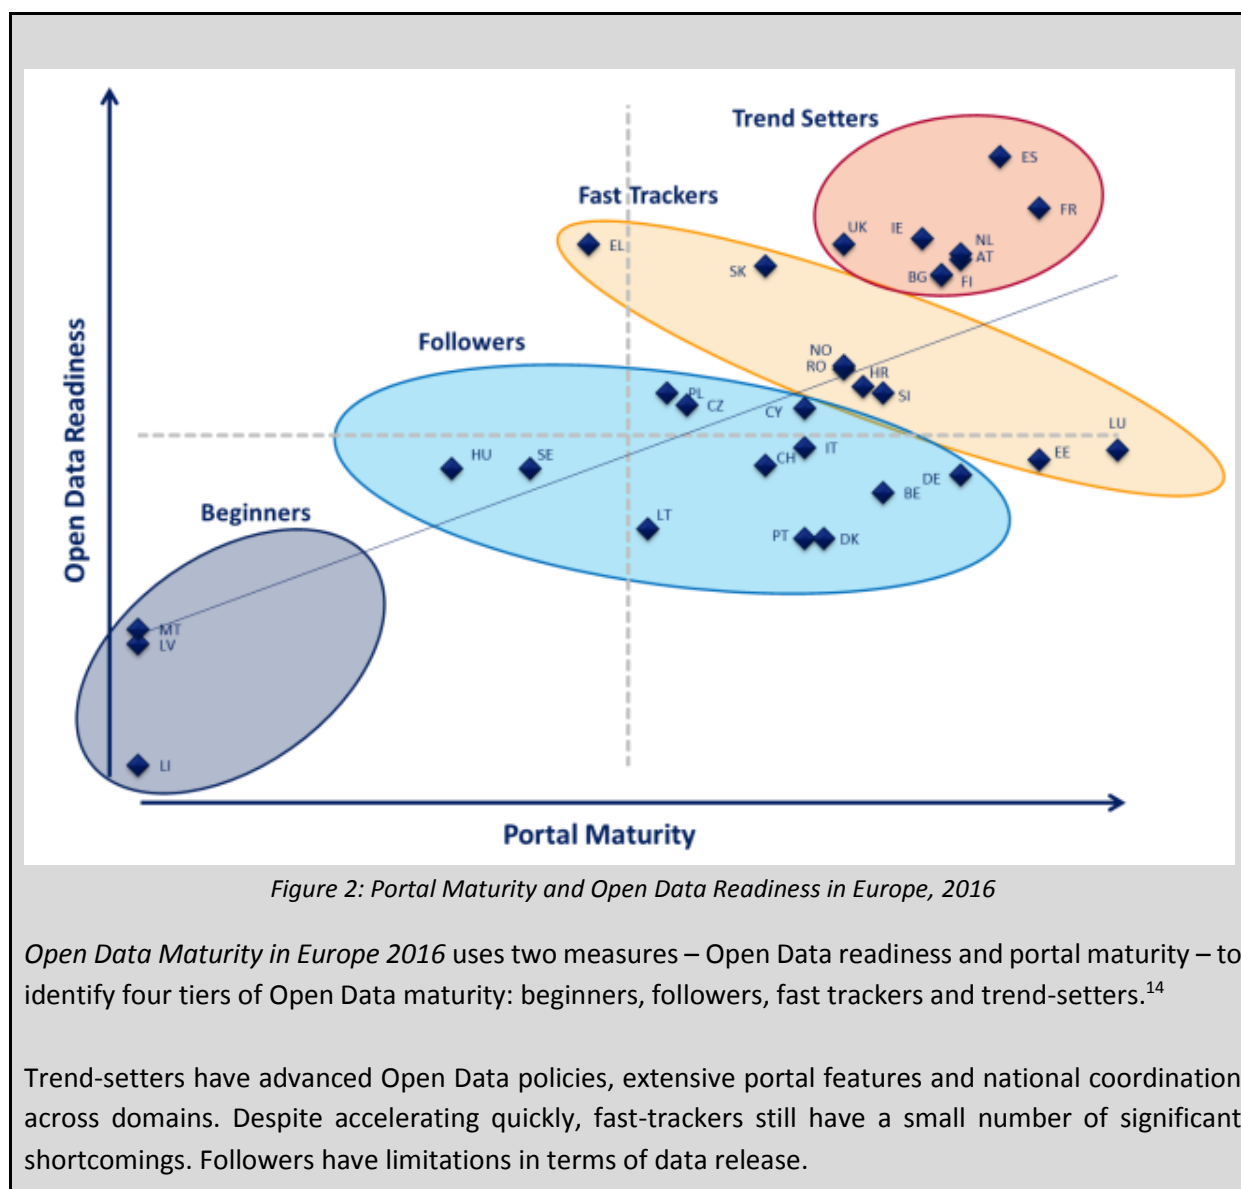 Trend Setters
ES
Fast Trackers
FR
UK
IE
NL
EL
AT
SK
BG
FI
Followers
NO
RO
HR
PL
SI
CZ
CY
LU
IT
HU
SE
CH
EE
DE
BE
Beginners
LT
PT
DK
Open Data Readiness
MT
LV
LI
Portal Maturity
Figure 2: Portal Maturity and Open Data Readiness in Europe, 2016
Open Data Maturity in Europe 2016 uses two measures – Open Data readiness and portal maturity – to
identify four tiers of Open Data maturity: beginners, followers, fast trackers and trend-setters.14
Trend-setters have advanced Open Data policies, extensive portal features and national coordination
across domains. Despite accelerating quickly, fast-trackers still have a small number of significant
shortcomings. Followers have limitations in terms of data release.